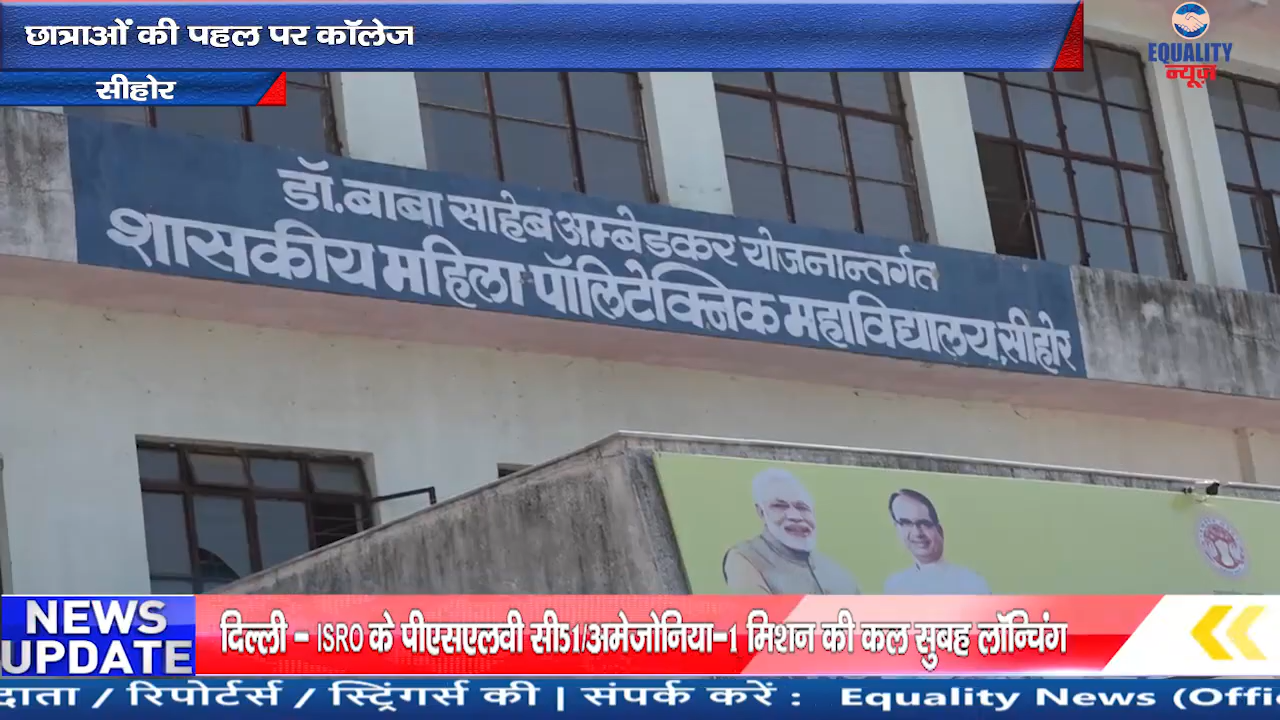 छात्राओं की पहल पर कॉलेज
सीहोर
EQUALITY
न्यूज़
डॉ.बाबा साहेब अम्बेडकर योजनान्तर्गत
शासकीय महिला पॉलिटेक्निक महाविद्यालय,सीहोर
NEWS
UPDATE
दिल्ली - ISRO के पीएसएलवी सी51/अमेजोनिया-1 मिशन की कल सुबह लॉन्चिंग
दाता / रिपोर्टर्स / स्ट्रिंगर्स की | संपर्क करें : Equality News (Offi